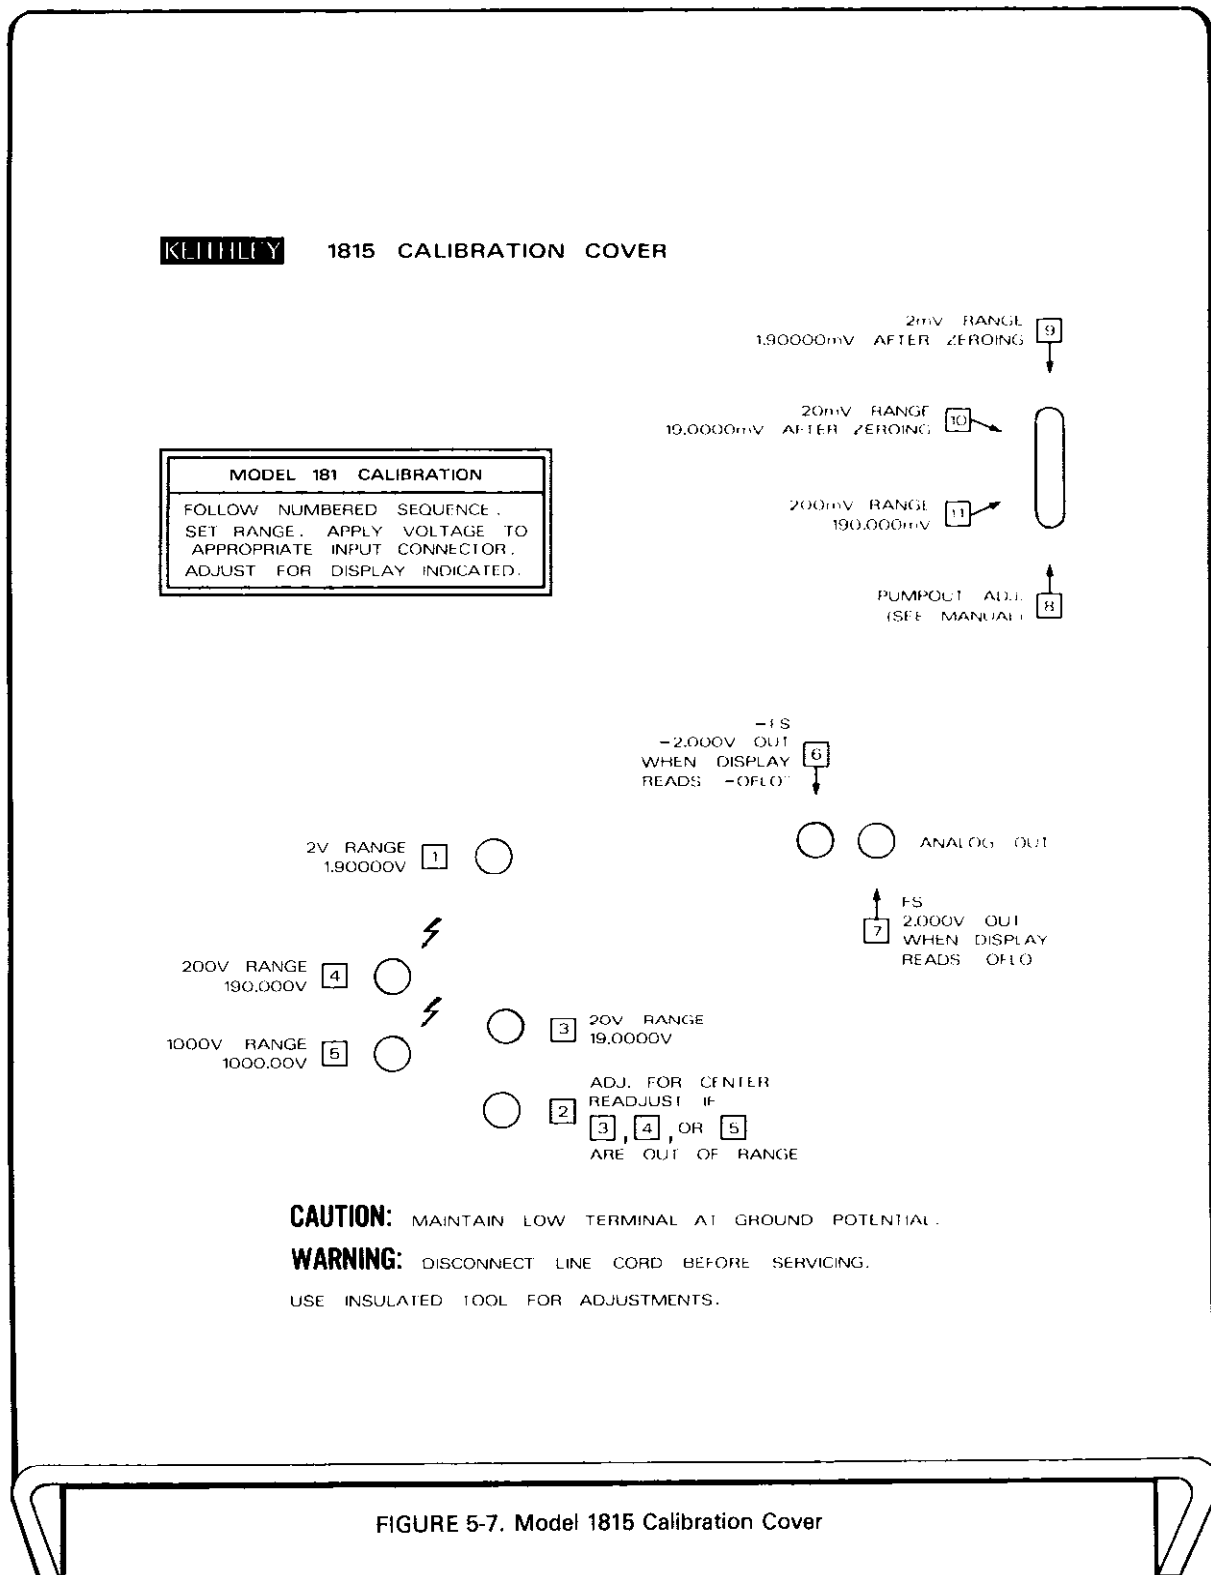 KEITHLEY 1815 CALIBRATION COVER
2mV RANGE
1.90000mV AFTER ZEROING
9
20mV RANGE
19.0000mV AFTER ZEROING
10
200mV RANGE
190.000mV
11
PUMPOUT ADJ.
(SEE MANUAL)
8
MODEL 181 CALIBRATION
FOLLOW NUMBERED SEQUENCE.
SET RANGE. APPLY VOLTAGE TO
APPROPRIATE INPUT CONNECTOR.
ADJUST FOR DISPLAY INDICATED.
-FS
-2.000V OUT
WHEN DISPLAY
READS -OFLO"
6
ANALOG OUT
FS
2.000V OUT
WHEN DISPLAY
READS OFLO
7
2V RANGE
1.90000V
1
200V RANGE
190.000V
4
1000V RANGE
1000.00V
5
3
20V RANGE
19.0000V
2
ADJ. FOR CENTER
READJUST IF
3, 4, OR 5
ARE OUT OF RANGE
CAUTION: MAINTAIN LOW TERMINAL AT GROUND POTENTIAL.
WARNING: DISCONNECT LINE CORD BEFORE SERVICING.
USE INSULATED TOOL FOR ADJUSTMENTS.
FIGURE 5-7. Model 1815 Calibration Cover